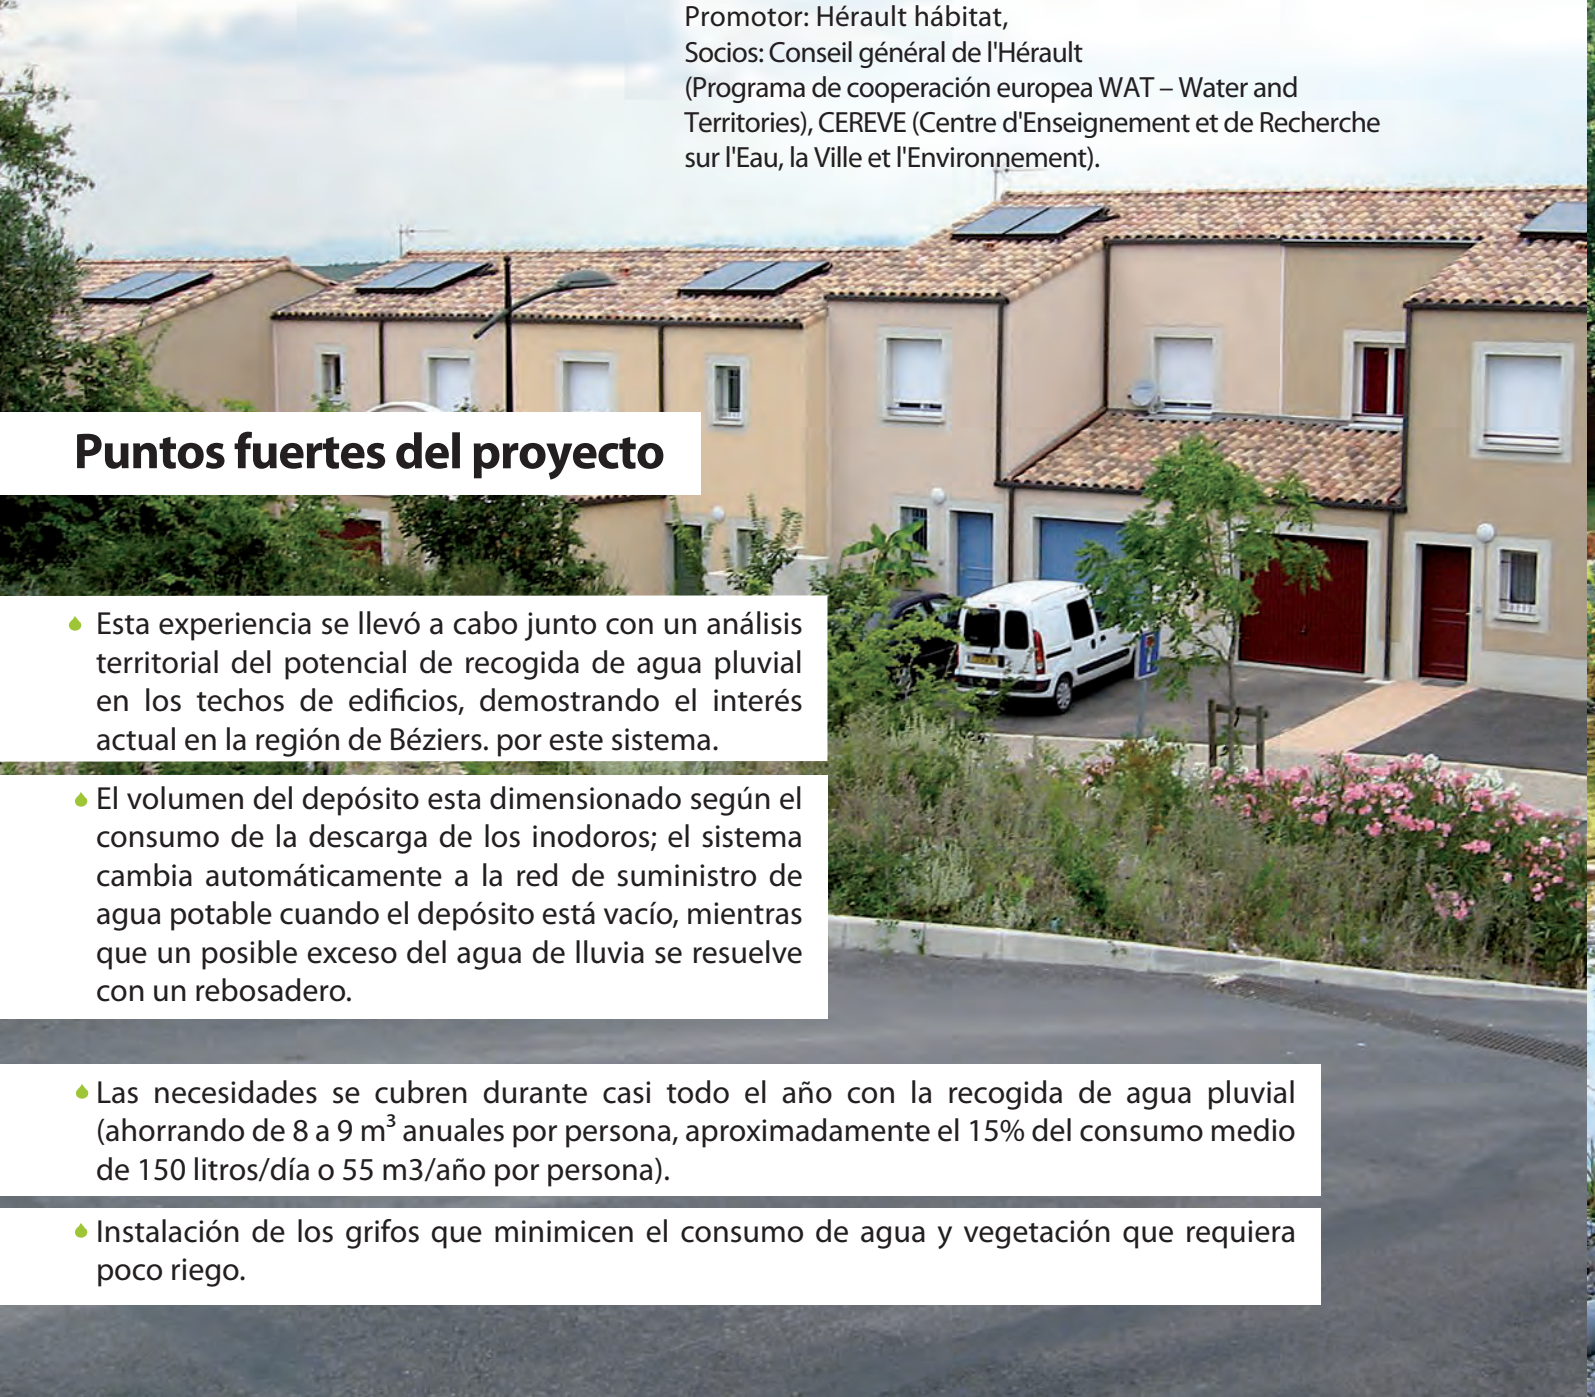 Promotor: Hérault hábitat,
Socios: Conseil général de l'Hérault
(Programa de cooperación europea WAT – Water and
Territories), CEREVE (Centre d'Enseignement et de Recherche
sur l'Eau, la Ville et l'Environnement).
Puntos fuertes del proyecto
Esta experiencia se llevó a cabo junto con un análisis
territorial del potencial de recogida de agua pluvial
en los techos de edificios, demostrando el interés
actual en la región de Béziers. por este sistema.
El volumen del depósito esta dimensionado según el
consumo de la descarga de los inodoros; el sistema
cambia automáticamente a la red de suministro de
agua potable cuando el depósito está vacío, mientras
que un posible exceso del agua de lluvia se resuelve
con un rebosadero.
Las necesidades se cubren durante casi todo el año con la recogida de agua pluvial
(ahorrando de 8 a 9 m³ anuales por persona, aproximadamente el 15% del consumo medio
de 150 litros/día o 55 m3/año por persona).
Instalación de los grifos que minimicen el consumo de agua y vegetación que requiera
poco riego.